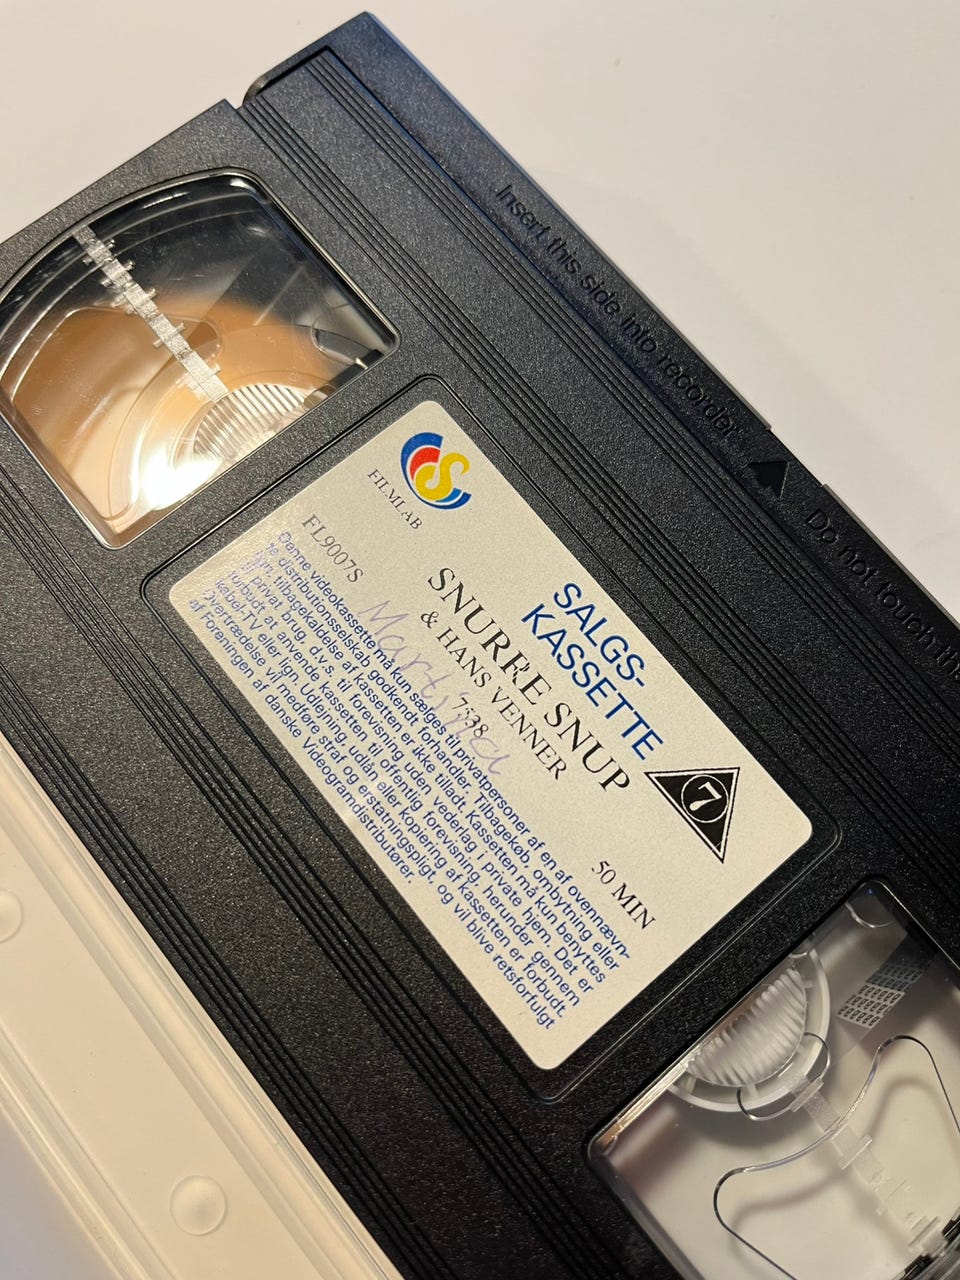 Insert this side into recorder
Do not touch th
FILMLAB
FL9007S
SALGS-
KASSETTE
SNURRE SNUP
& HANS VENNER
7538
7
50 MIN
Martina
Denne videokassette må kun sælges til privatpersoner af en af ovennævn-
te distributionsselskab godkendt forhandler. Tilbagekøb, ombytning eller
lign. tilbagekaldelse af kassetten er ikke tilladt. Kassetten må kun benyttes
til privat brug, d.v.s. til forevisning uden vederlag i private hjem. Det er
forbudt, at anvende kassetten til offentlig forevisning, herunder gennem
kabel-TV eller lign. Udlejning, udlån eller kopiering af kassetten er forbudt.
Overtrædelse vil medføre straf og erstatningspligt, og vil blive retsforfulgt
af Foreningen af danske Videogramdistributører.